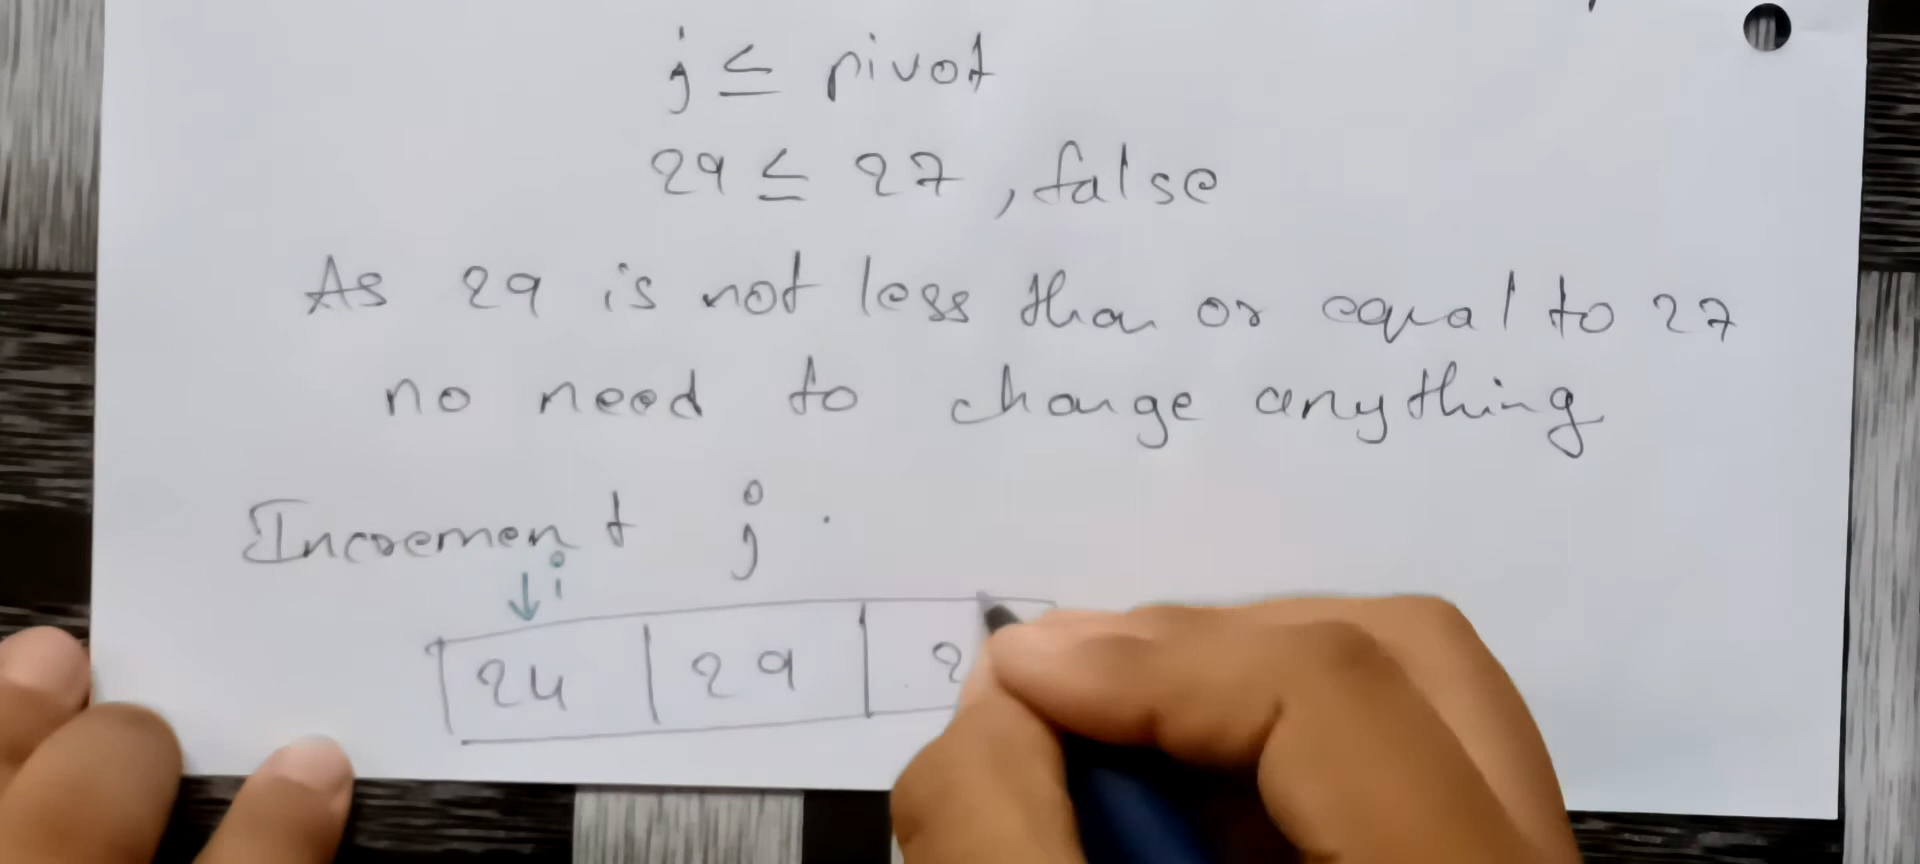 j ≤ pivot
29 ≤ 27, false
As 29 is not less than or equal to 27
no need to change anything
Increment j.
↓ i
24 | 29 | 2